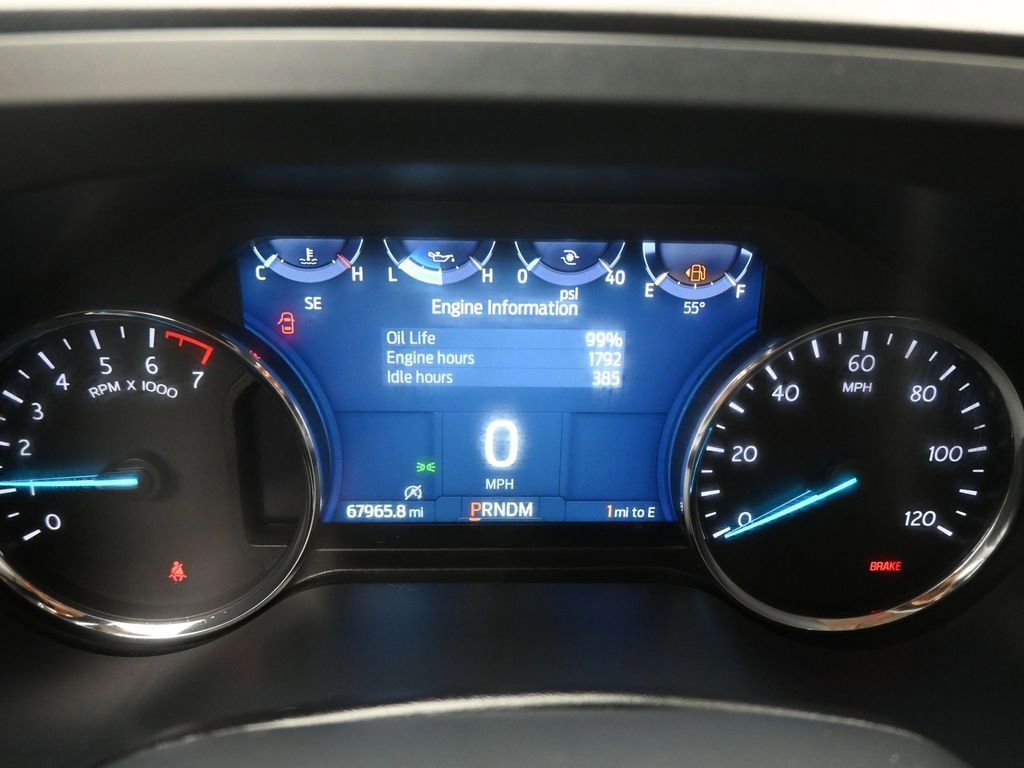 C H
L H
0 40
psi
E F
SE
55°
Engine Information
Oil Life 99%
Engine hours 1792
Idle hours 385
0
MPH
67965.8 mi
PRNDM
1 mi to E
0
1
2
3
4
5
6
7
RPM X 1000
0
20
40
60
80
100
120
MPH
BRAKE